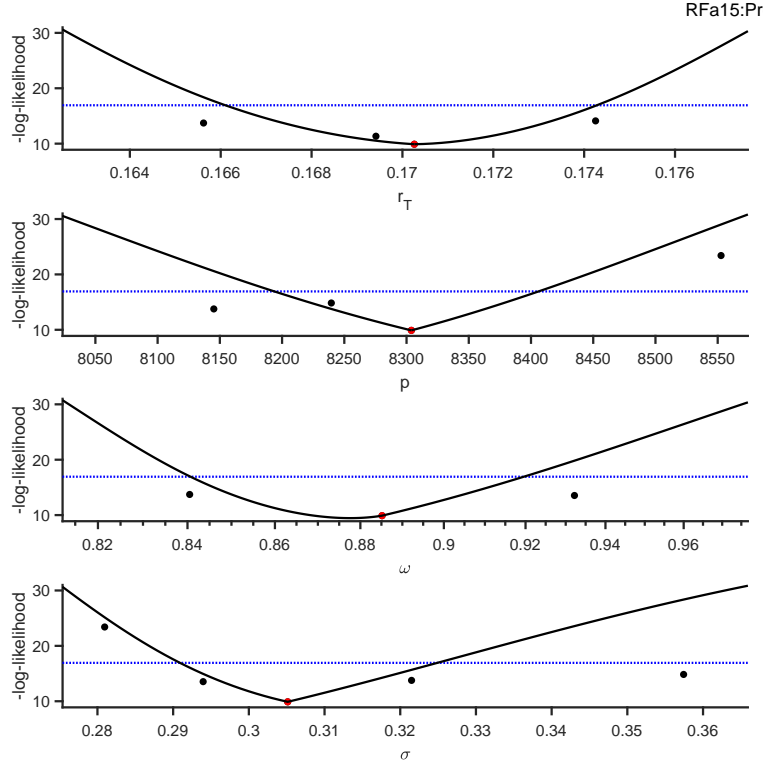 RFa15:Pr
30
20
10
-log-likelihood
0.164 0.166 0.168 0.17 0.172 0.174 0.176
r_T
30
20
10
-log-likelihood
8050 8100 8150 8200 8250 8300 8350 8400 8450 8500 8550
p
30
20
10
-log-likelihood
0.82 0.84 0.86 0.88 0.9 0.92 0.94 0.96
ω
30
20
10
-log-likelihood
0.28 0.29 0.3 0.31 0.32 0.33 0.34 0.35 0.36
σ